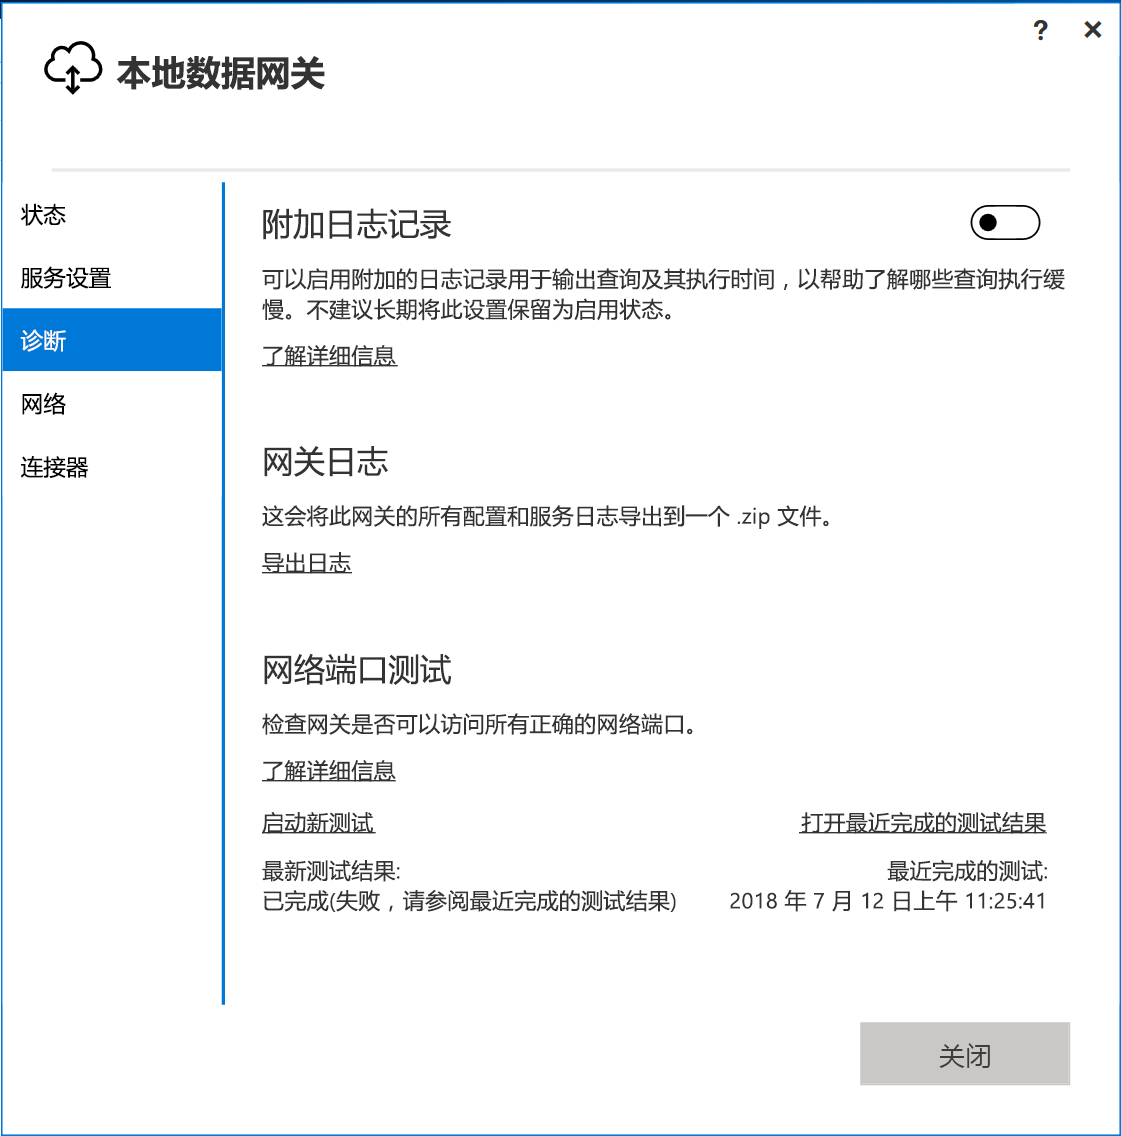 ?
本地数据网关
状态
服务设置
诊断
网络
连接器
附加日志记录
可以启用附加的日志记录用于输出查询及其执行时间，以帮助了解哪些查询执行缓
慢。不建议长期将此设置保留为启用状态。
了解详细信息
网关日志
这会将此网关的所有配置和服务日志导出到一个 .zip 文件。
导出日志
网络端口测试
检查网关是否可以访问所有正确的网络端口。
了解详细信息
启动新测试
打开最近完成的测试结果
最新测试结果:
已完成(失败，请参阅最近完成的测试结果)
最近完成的测试:
2018 年 7 月 12 日上午 11:25:41
关闭